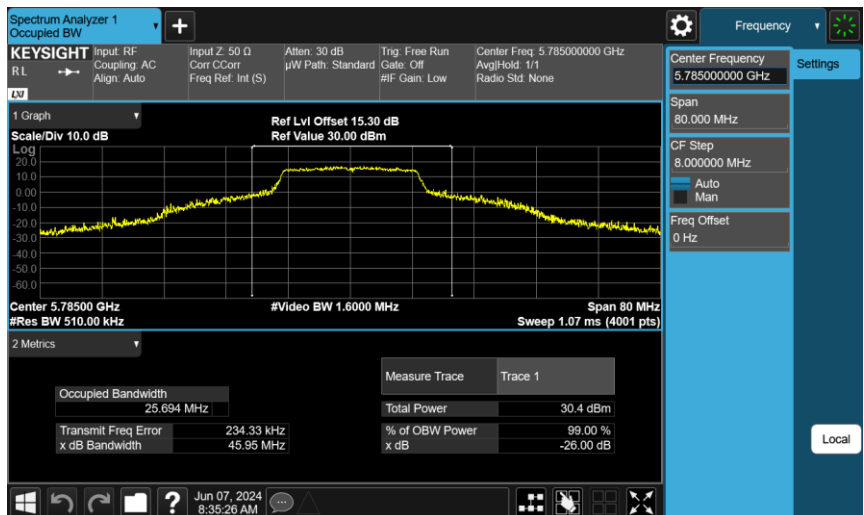 Spectrum Analyzer 1
Occupied BW
+
Frequency
KEYSIGHT
RL
LXI
Input: RF
Coupling: AC
Align: Auto
Input Z: 50 Ω
Corr CCorr
Freq Ref: Int (S)
Atten: 30 dB
µW Path: Standard
Trig: Free Run
Gate: Off
#IF Gain: Low
Center Freq: 5.785000000 GHz
Avg|Hold: 1/1
Radio Std: None
Center Frequency
5.785000000 GHz
Settings
Span
80.000 MHz
CF Step
8.000000 MHz
Auto
Man
Freq Offset
0 Hz
Local
1 Graph
Scale/Div 10.0 dB
Ref Lvl Offset 15.30 dB
Ref Value 30.00 dBm
Log
20.0
10.0
0.00
-10.0
-20.0
-30.0
-40.0
-50.0
-60.0
Center 5.78500 GHz
#Res BW 510.00 kHz
#Video BW 1.6000 MHz
Span 80 MHz
Sweep 1.07 ms (4001 pts)
2 Metrics
Measure Trace Trace 1
Occupied Bandwidth
25.694 MHz
Total Power 30.4 dBm
Transmit Freq Error 234.33 kHz
% of OBW Power 99.00 %
x dB Bandwidth 45.95 MHz
x dB -26.00 dB
?
Jun 07, 2024
8:35:26 AM